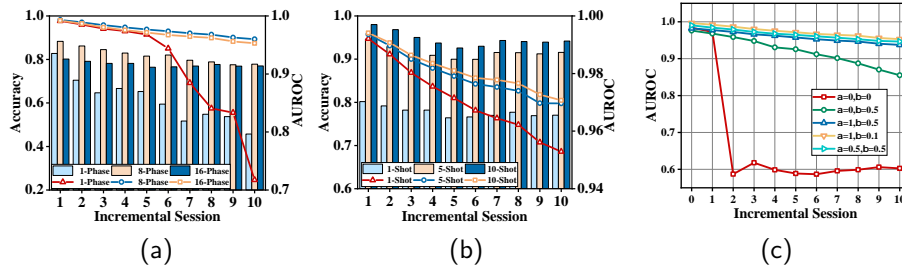 1.0
0.8
0.6
0.4
0.2
Accuracy
1.0
0.9
0.8
0.7
AUROC
1-Phase 8-Phase 16-Phase
1-Phase 8-Phase 16-Phase
1 2 3 4 5 6 7 8 9 10
Incremental Session
(a)
1.0
0.9
0.8
0.7
0.6
Accuracy
1.000
0.980
0.960
0.940
AUROC
1-Shot 5-Shot 10-Shot
1-Shot 5-Shot 10-Shot
1 2 3 4 5 6 7 8 9 10
Incremental Session
(b)
1.0
0.9
0.8
0.7
0.6
AUROC
a=0,b=0
a=0,b=0.5
a=1,b=0.5
a=1,b=0.1
a=0.5,b=0.5
0 1 2 3 4 5 6 7 8 9 10
Incremental Session
(c)